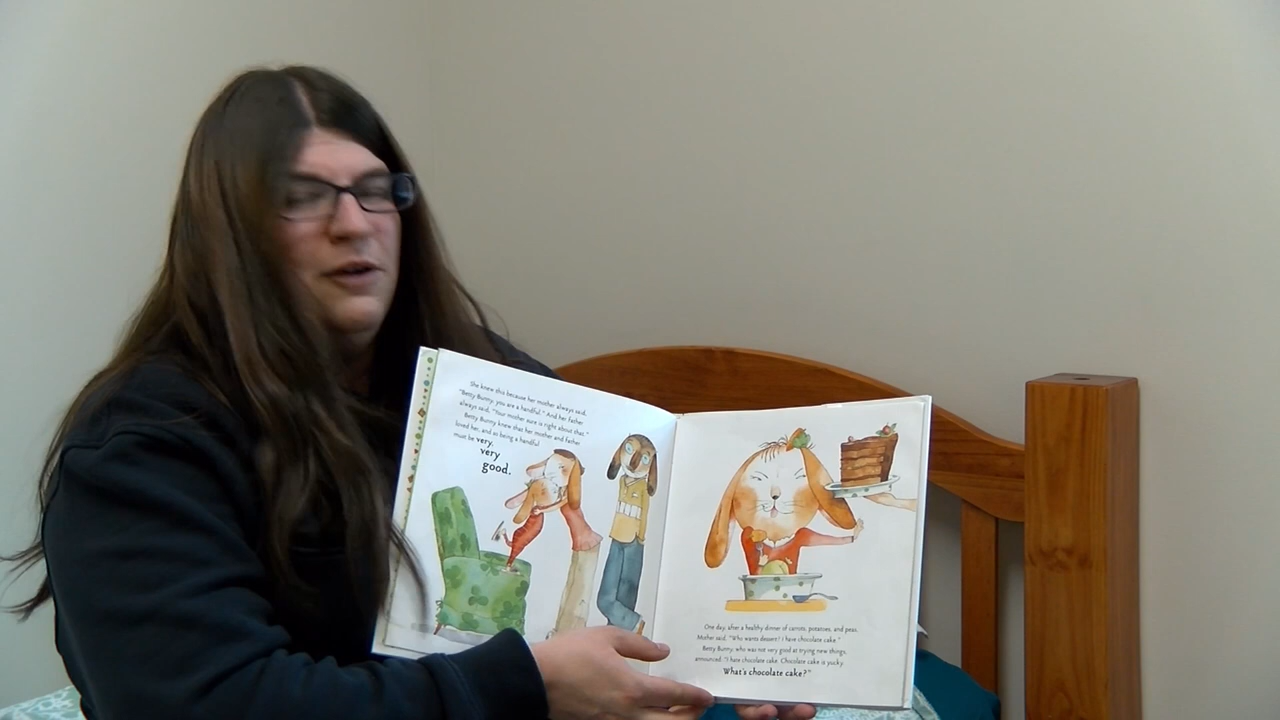 She knew this because her mother always said,
"Betty Bunny, you are a handful." And her father
always said, "Your mother sure is right about that."
Betty Bunny knew that her mother and father
loved her, and so being a handful
must be very,
very
good.
One day, after a healthy dinner of carrots, potatoes, and peas,
Mother said, "Who wants dessert? I have chocolate cake."
Betty Bunny, who was not very good at trying new things,
announced, "I hate chocolate cake. Chocolate cake is yucky.
What's chocolate cake?"